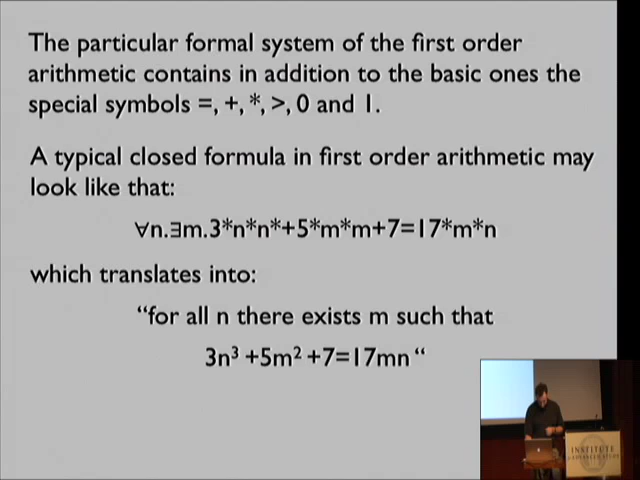 The particular formal system of the first order
arithmetic contains in addition to the basic ones the
special symbols =, +, *, >, 0 and 1.
A typical closed formula in first order arithmetic may
look like that:
∀n.∃m.3*n*n*+5*m*m+7=17*m*n
which translates into:
“for all n there exists m such that
3n³ +5m² +7=17mn “
INSTITUTE
ADVANCED STUDY